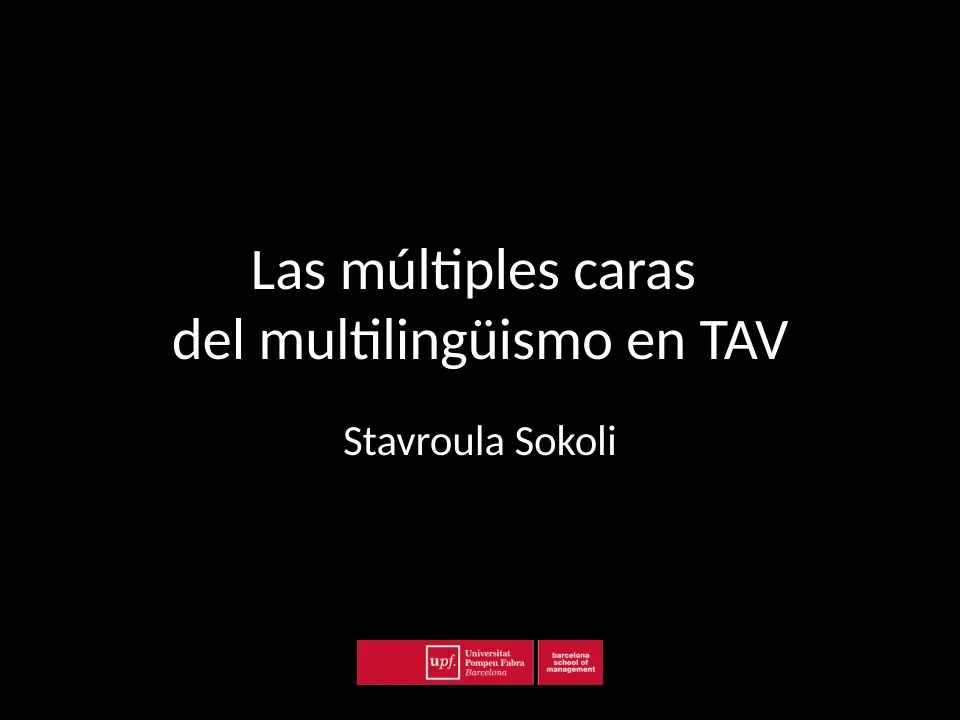 Las múltiples caras
del multilingüismo en TAV
Stavroula Sokoli
upf.
Universitat
Pompeu Fabra
Barcelona
barcelona
school of
management